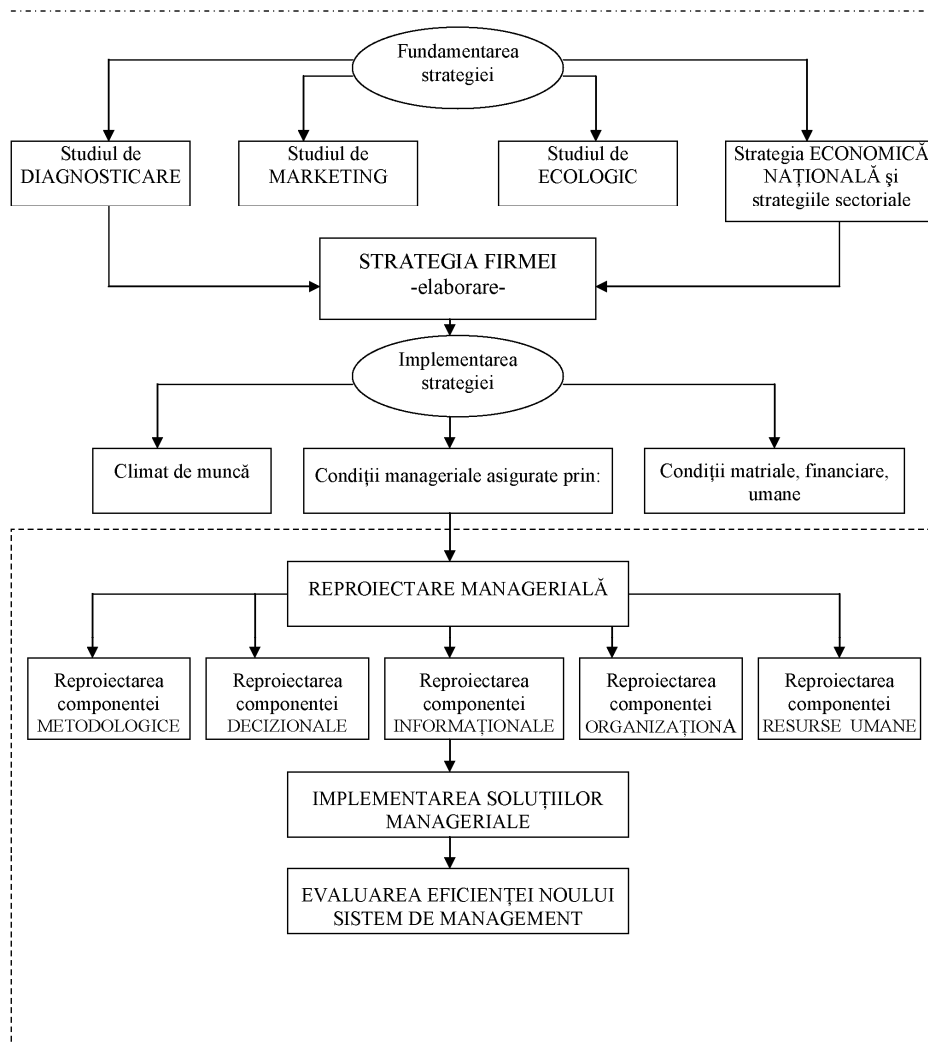 Fundamentarea
strategiei
Studiul de
DIAGNOSTICARE
Studiul de
MARKETING
Studiul de
ECOLOGIC
Strategia ECONOMICĂ
NAȚIONALĂ şi
strategiile sectoriale
STRATEGIA FIRMEI
-elaborare-
Implementarea
strategiei
Climat de muncă
Condiții manageriale asigurate prin:
Condiții matriale, financiare,
umane
REPROIECTARE MANAGERIALĂ
Reproiectarea
componentei
METODOLOGICE
Reproiectarea
componentei
DECIZIONALE
Reproiectarea
componentei
INFORMAȚIONALE
Reproiectarea
componentei
ORGANIZAȚIONA
Reproiectarea
componentei
RESURSE UMANE
IMPLEMENTAREA SOLUȚIILOR
MANAGERIALE
EVALUAREA EFICIENȚEI NOULUI
SISTEM DE MANAGEMENT